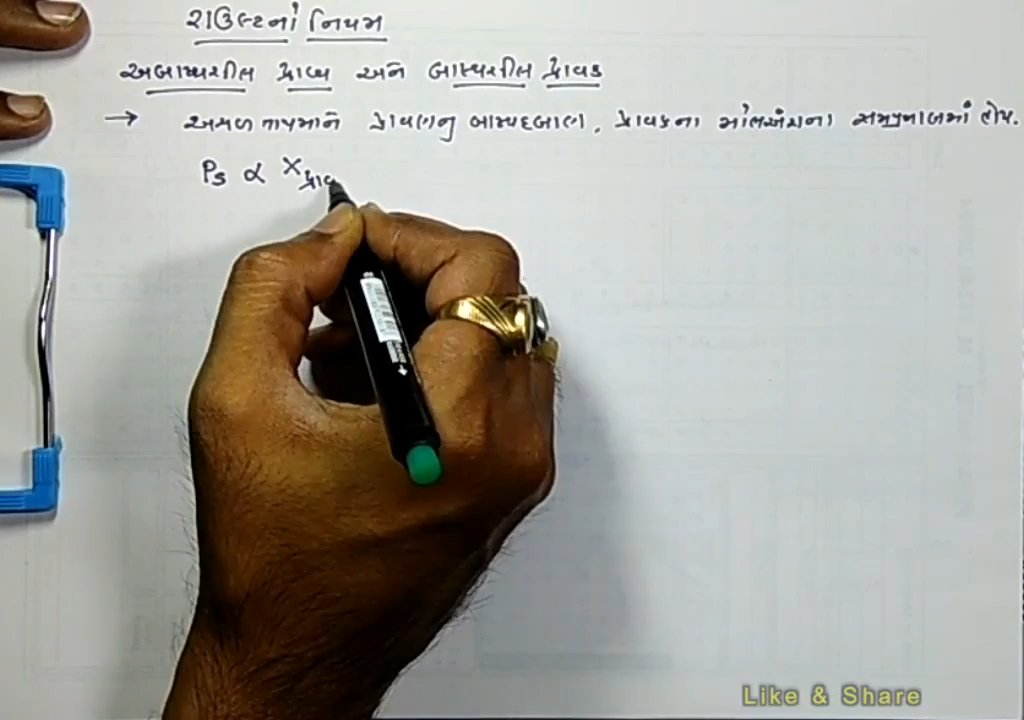 રાઉલ્ટનાં નિયમ
અબાષ્પશીલ દ્રાવ્ય અને બાષ્પશીલ દ્રાવક
→ અચળ તાપમાને દ્રાવણનુ બાષ્પદબાણ, દ્રાવકના મોલઅંશના સમપ્રમાણમાં હોય.
Ps ∝ X દ્રાવ
Like & Share